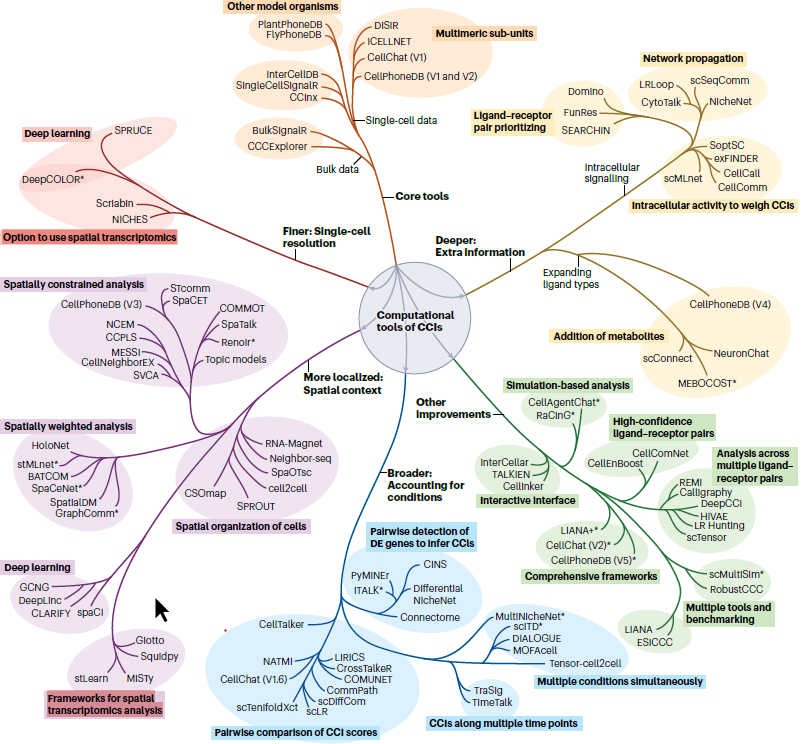 Other model organisms
PlantPhoneDB
FlyPhoneDB
DiSiR
ICELLNET
CellChat (V1)
CellPhoneDB (V1 and V2)
Multimeric sub-units
InterCellDB
SingleCellSignalR
CCInx
Single-cell data
BulkSignalR
CCCExplorer
Bulk data
Core tools
Network propagation
LRLoop
scSeqComm
CytoTalk
NicheNet
Domino
FunRes
SEARCHIN
Ligand–receptor
pair prioritizing
Intracellular
signalling
SoptSC
exFINDER
CellCall
CellComm
scMLnet
Intracellular activity to weigh CCIs
Deep learning
SPRUCE
DeepCOLOR*
Scriabin
NICHES
Option to use spatial transcriptomics
Finer: Single-cell
resolution
Deeper:
Extra information
Expanding
ligand types
CellPhoneDB (V4)
Addition of metabolites
scConnect
NeuronChat
MEBOCOST*
Computational
tools of CCIs
Spatially constrained analysis
STcomm
SpaCET
CellPhoneDB (V3)
COMMOT
NCEM
SpaTalk
CCPLS
Renoir*
MESSI
CellNeighborEX
Topic models
SVCA
More localized:
Spatial context
Other
improvements
Simulation-based analysis
CellAgentChat*
RaCInG*
High-confidence
ligand–receptor pairs
CellComNet
CellEnBoost
Analysis across
multiple ligand–
receptor pairs
REMI
Calligraphy
DeepCCI
HIVAE
LR Hunting
scTensor
InterCellar
TALKIEN
Cellinker
Interactive interface
LIANA+*
CellChat (V2)*
CellPhoneDB (V5)*
Comprehensive frameworks
scMultiSim*
RobustCCC
Multiple tools and
benchmarking
LIANA
ESICCC
Spatially weighted analysis
HoloNet
stMLnet*
BATCOM
SpaCeNet*
SpatialDM
GraphComm*
RNA-Magnet
Neighbor-seq
SpaOTsc
cell2cell
CSOmap
SPROUT
Spatial organization of cells
Broader:
Accounting for
conditions
Pairwise detection of
DE genes to infer CCIs
CINS
PyMINEr
ITALK*
Differential
NicheNet
Connectome
Deep learning
GCNG
DeepLinc
CLARIFY
spaCI
Giotto
Squidpy
stLearn
MISTy
Frameworks for spatial
transcriptomics analysis
CellTalker
NATMI
CellChat (V1.6)
scTenifoldXct
LIRICS
CrossTalkeR
COMUNET
CommPath
scDiffCom
scLR
Pairwise comparison of CCI scores
MultiNicheNet*
sciTD*
DIALOGUE
MOFAcell
Tensor-cell2cell
Multiple conditions simultaneously
TraSig
TimeTalk
CCIs along multiple time points